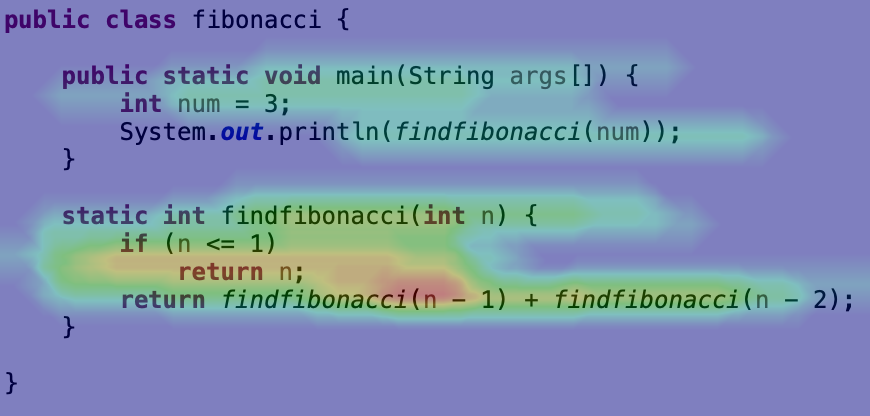 public class fibonacci {
public static void main(String args[]) {
int num = 3;
System.out.println(findfibonacci(num));
}
static int findfibonacci(int n) {
if (n <= 1)
return n;
return findfibonacci(n - 1) + findfibonacci(n - 2);
}
}